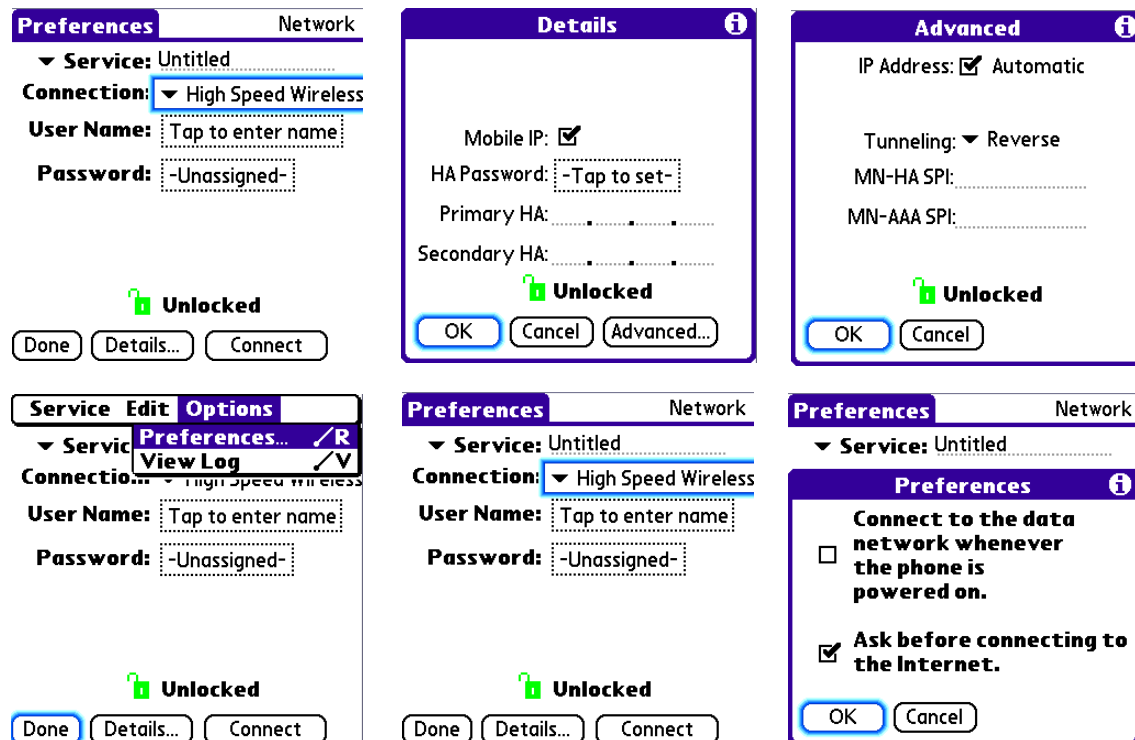 Preferences Network
Service: Untitled
Connection: High Speed Wireless
User Name: Tap to enter name
Password: -Unassigned-
Unlocked
Done Details... Connect
Details
Mobile IP:
HA Password: -Tap to set-
Primary HA: . . .
Secondary HA: . . .
Unlocked
OK Cancel Advanced...
Advanced
IP Address: Automatic
Tunneling: Reverse
MN-HA SPI:
MN-AAA SPI:
Unlocked
OK Cancel
Service Edit Options
Preferences... /R
View Log /V
Servic
Connectio... High Speed Wireless
User Name: Tap to enter name
Password: -Unassigned-
Unlocked
Done Details... Connect
Preferences Network
Service: Untitled
Connection: High Speed Wireless
User Name: Tap to enter name
Password: -Unassigned-
Unlocked
Done Details... Connect
Preferences Network
Service: Untitled
Preferences
Connect to the data
network whenever
the phone is
powered on.
Ask before connecting to
the Internet.
OK Cancel